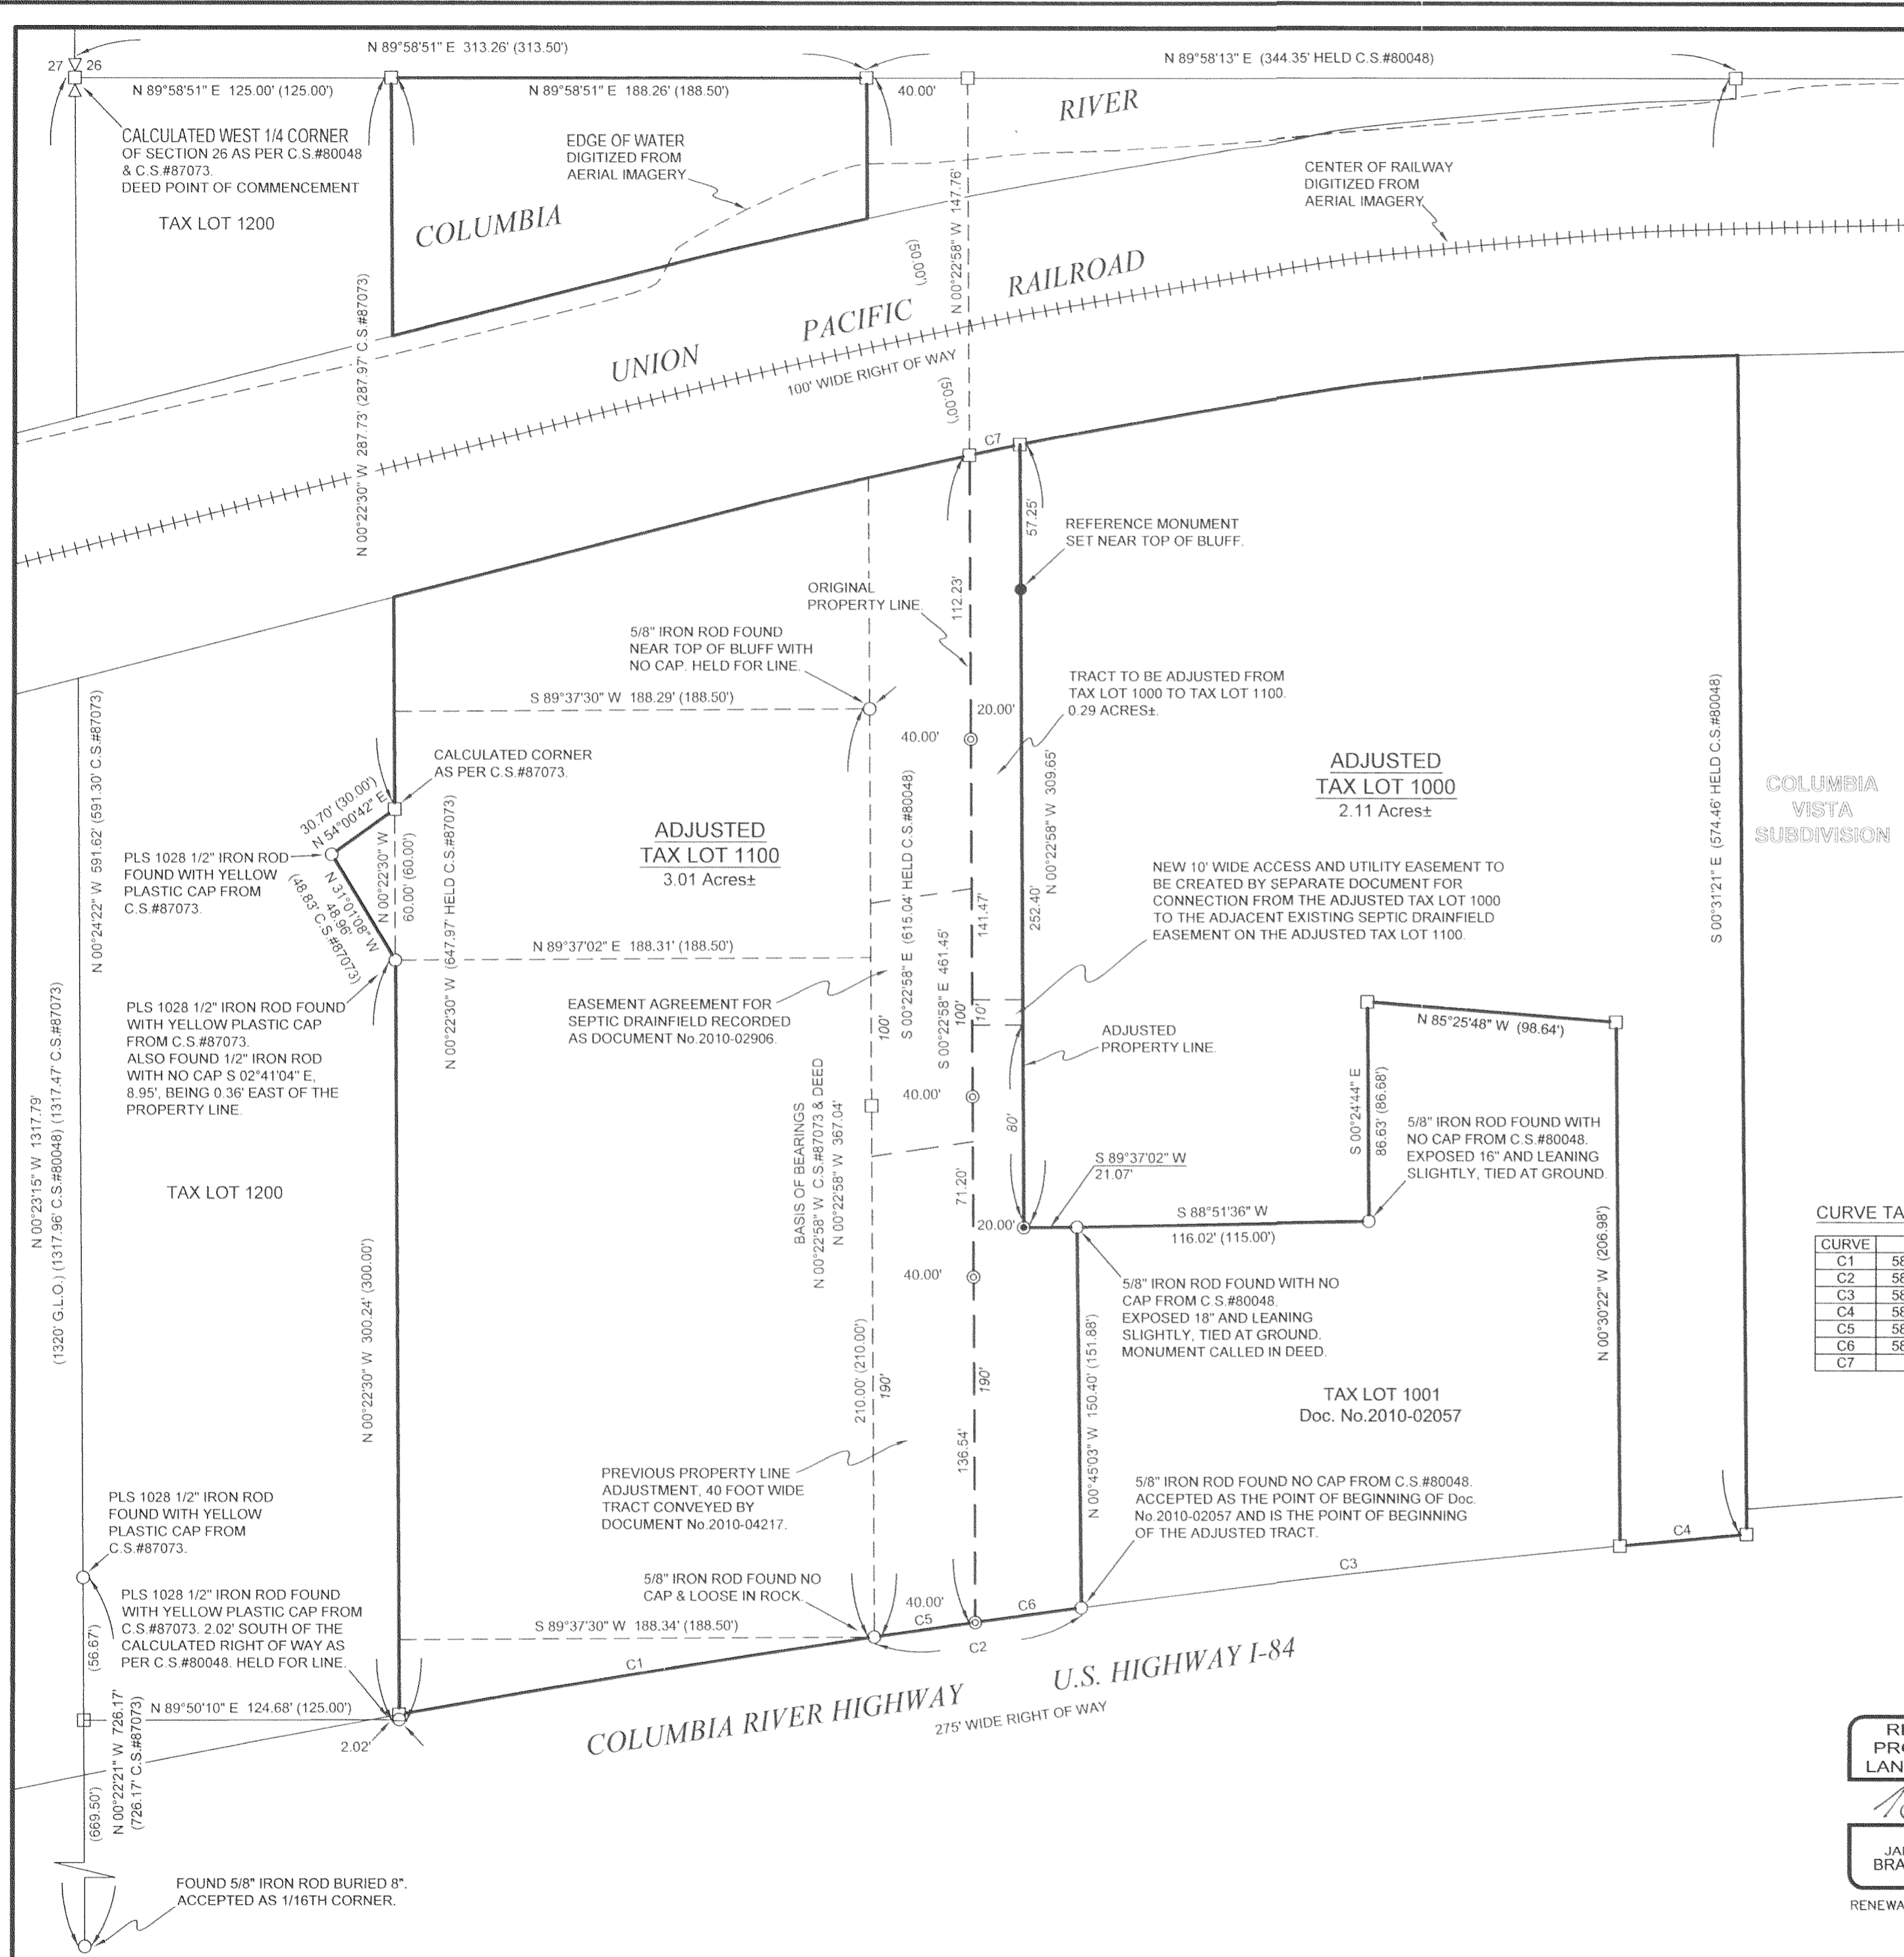 N 89°58'51" E 313.26' (313.50')
N 89°58'13" E (344.35' HELD C.S.#80048)
27 26
N 89°58'51" E 125.00' (125.00')
N 89°58'51" E 188.26' (188.50')
40.00'
CALCULATED WEST 1/4 CORNER
OF SECTION 26 AS PER C.S.#80048
& C.S.#87073.
DEED POINT OF COMMENCEMENT
TAX LOT 1200
EDGE OF WATER
DIGITIZED FROM
AERIAL IMAGERY
COLUMBIA
RIVER
CENTER OF RAILWAY
DIGITIZED FROM
AERIAL IMAGERY
N 00°22'58" W 147.76'
(50.00')
(50.00')
UNION PACIFIC RAILROAD
100' WIDE RIGHT OF WAY
N 00°22'30" W 287.73' (287.97' C.S.#87073)
C7
57.25'
REFERENCE MONUMENT
SET NEAR TOP OF BLUFF.
ORIGINAL
PROPERTY LINE.
112.23'
5/8" IRON ROD FOUND
NEAR TOP OF BLUFF WITH
NO CAP. HELD FOR LINE.
S 89°37'30" W 188.29' (188.50')
TRACT TO BE ADJUSTED FROM
TAX LOT 1000 TO TAX LOT 1100.
0.29 ACRES±.
20.00'
40.00'
CALCULATED CORNER
AS PER C.S.#87073.
N 00°24'22" W 591.62' (591.30' C.S.#87073)
30.70' (30.00')
N 54°00'42" E
PLS 1028 1/2" IRON ROD
FOUND WITH YELLOW
PLASTIC CAP FROM
C.S.#87073.
N 31°01'08" W
48.96'
(48.83' C.S.#87073)
N 00°22'30" W
60.00' (60.00')
N 00°22'30" W (647.97' HELD C.S.#87073)
ADJUSTED
TAX LOT 1100
3.01 Acres±
ADJUSTED
TAX LOT 1000
2.11 Acres±
COLUMBIA
VISTA
SUBDIVISION
S 00°31'21" E (574.46' HELD C.S.#80048)
S 00°22'58" E (615.04' HELD C.S.#80048)
S 00°22'58" E 461.45'
141.47'
252.40'
N 00°22'58" W 309.65'
NEW 10' WIDE ACCESS AND UTILITY EASEMENT TO
BE CREATED BY SEPARATE DOCUMENT FOR
CONNECTION FROM THE ADJUSTED TAX LOT 1000
TO THE ADJACENT EXISTING SEPTIC DRAINFIELD
EASEMENT ON THE ADJUSTED TAX LOT 1100.
N 89°37'02" E 188.31' (188.50')
PLS 1028 1/2" IRON ROD FOUND
WITH YELLOW PLASTIC CAP
FROM C.S.#87073.
ALSO FOUND 1/2" IRON ROD
WITH NO CAP S 02°41'04" E,
8.95', BEING 0.36' EAST OF THE
PROPERTY LINE.
EASEMENT AGREEMENT FOR
SEPTIC DRAINFIELD RECORDED
AS DOCUMENT No.2010-02906.
100'
100'
10'
ADJUSTED
PROPERTY LINE.
80'
N 85°25'48" W (98.64')
S 00°24'44" E
86.63' (86.68')
5/8" IRON ROD FOUND WITH
NO CAP FROM C.S.#80048.
EXPOSED 16" AND LEANING
SLIGHTLY, TIED AT GROUND.
N 00°23'15" W 1317.79'
(1320' G.L.O.) (1317.96' C.S.#80048) (1317.47' C.S.#87073)
TAX LOT 1200
BASIS OF BEARINGS
N 00°22'58" W C.S.#87073 & DEED
N 00°22'58" W 367.04'
40.00'
71.20'
S 89°37'02" W
21.07'
20.00'
S 88°51'36" W
116.02' (115.00')
40.00'
5/8" IRON ROD FOUND WITH NO
CAP FROM C.S.#80048.
EXPOSED 18" AND LEANING
SLIGHTLY, TIED AT GROUND.
MONUMENT CALLED IN DEED.
N 00°22'30" W 300.24' (300.00')
210.00' (210.00')
190'
190'
136.54'
N 00°45'03" W 150.40' (151.88')
N 00°30'22" W (206.98')
TAX LOT 1001
Doc. No.2010-02057
CURVE TA
CURVE
C1 58
C2 58
C3 58
C4 58
C5 58
C6 58
C7
PREVIOUS PROPERTY LINE
ADJUSTMENT, 40 FOOT WIDE
TRACT CONVEYED BY
DOCUMENT No.2010-04217.
5/8" IRON ROD FOUND NO CAP FROM C.S.#80048.
ACCEPTED AS THE POINT OF BEGINNING OF Doc.
No.2010-02057 AND IS THE POINT OF BEGINNING
OF THE ADJUSTED TRACT.
PLS 1028 1/2" IRON ROD
FOUND WITH YELLOW
PLASTIC CAP FROM
C.S.#87073.
PLS 1028 1/2" IRON ROD FOUND
WITH YELLOW PLASTIC CAP FROM
C.S.#87073. 2.02' SOUTH OF THE
CALCULATED RIGHT OF WAY AS
PER C.S.#80048. HELD FOR LINE.
5/8" IRON ROD FOUND NO
CAP & LOOSE IN ROCK.
S 89°37'30" W 188.34' (188.50')
40.00'
C5
C6
C2
C1
C3
C4
(56.67')
N 89°50'10" E 124.68' (125.00')
2.02'
(669.50')
N 00°22'21" W 726.17'
(726.17' C.S.#87073)
COLUMBIA RIVER HIGHWAY U.S. HIGHWAY I-84
275' WIDE RIGHT OF WAY
FOUND 5/8" IRON ROD BURIED 8".
ACCEPTED AS 1/16TH CORNER.
RE
PRO
LAN
JA
BRA
RENEWA